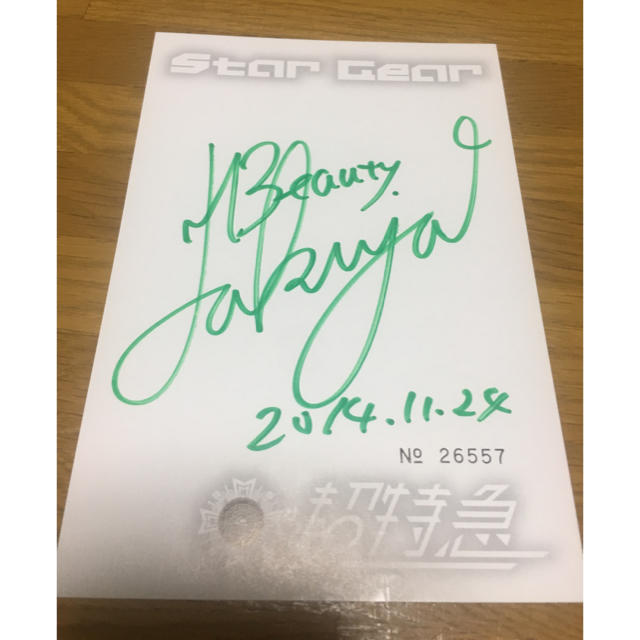 Star Gear
M.Beauty.
Takuya
2014.11.24
№ 26557
超特急